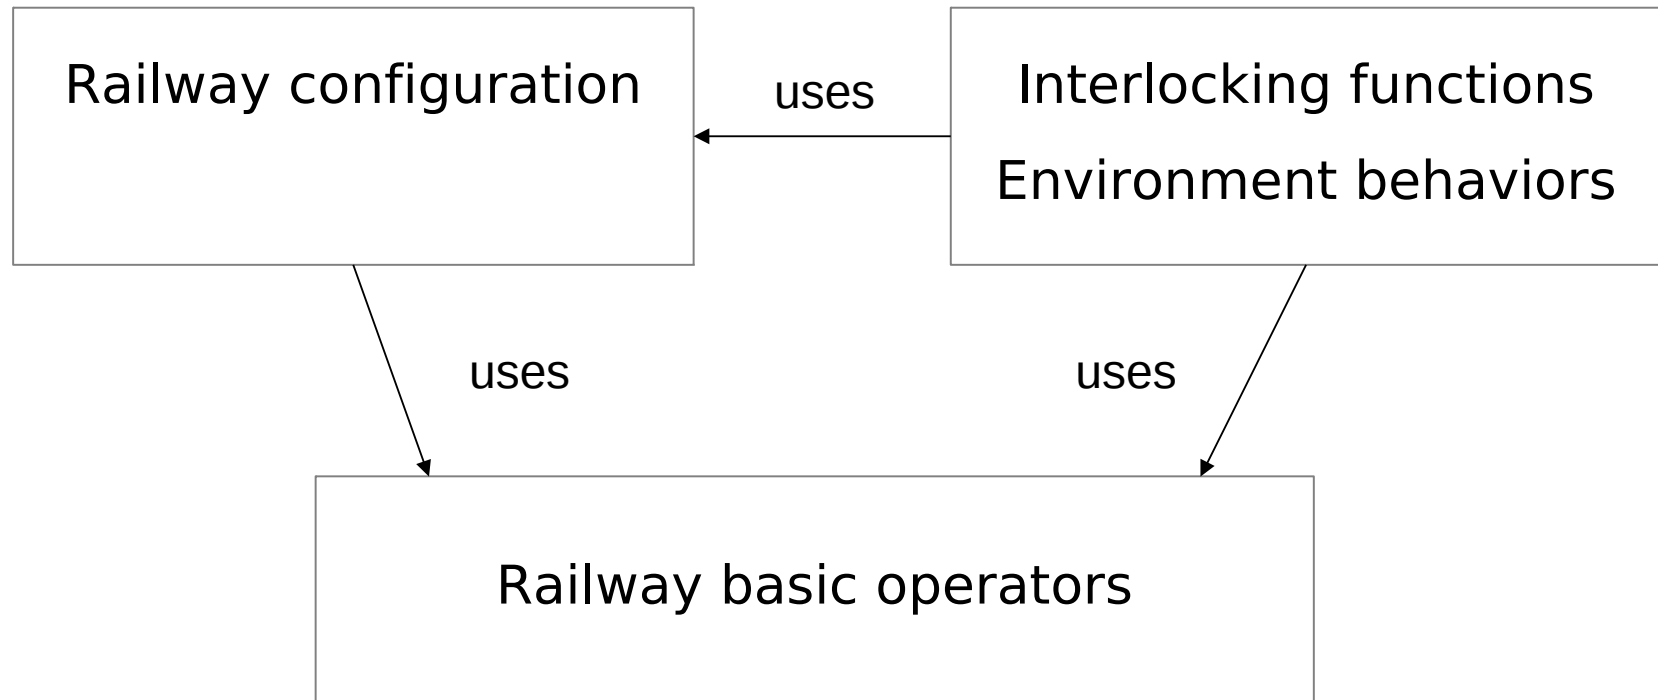 Railway configuration
uses
Interlocking functions
Environment behaviors
uses
uses
Railway basic operators